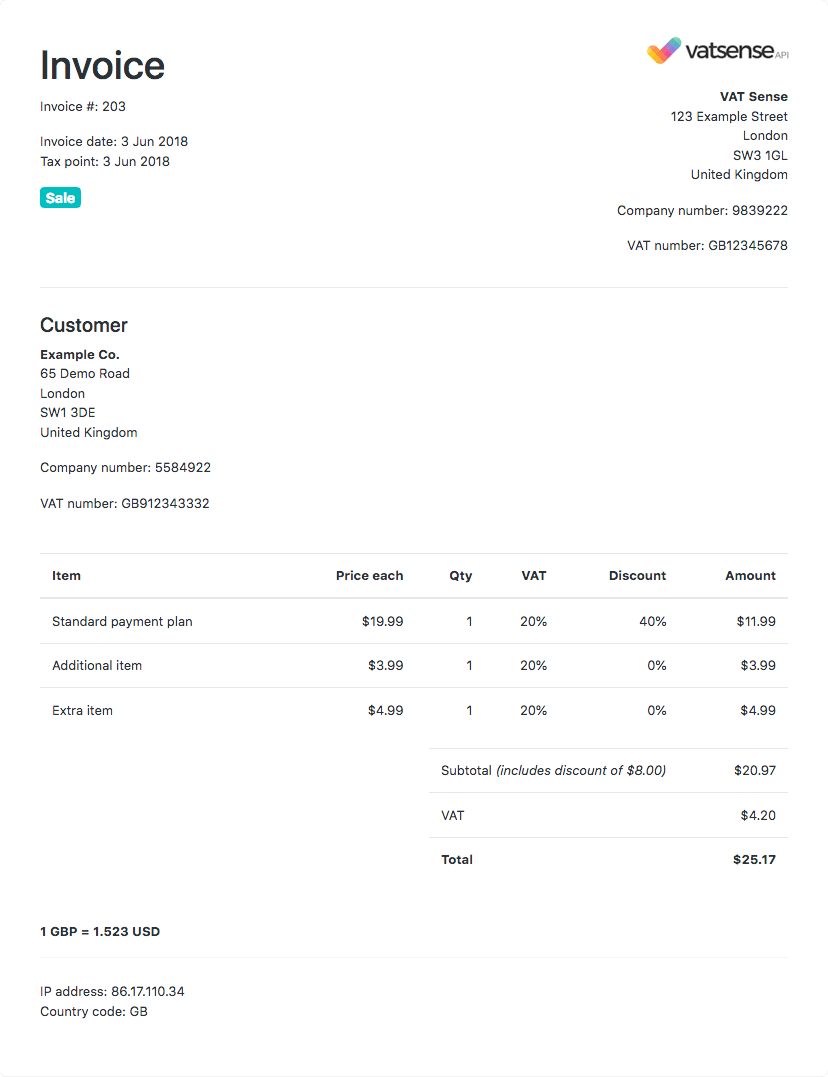 Invoice
Invoice #: 203
Invoice date: 3 Jun 2018
Tax point: 3 Jun 2018
Sale
vatsense API
VAT Sense
123 Example Street
London
SW3 1GL
United Kingdom
Company number: 9839222
VAT number: GB12345678
Customer
Example Co.
65 Demo Road
London
SW1 3DE
United Kingdom
Company number: 5584922
VAT number: GB912343332
Item Price each Qty VAT Discount Amount
Standard payment plan $19.99 1 20% 40% $11.99
Additional item $3.99 1 20% 0% $3.99
Extra item $4.99 1 20% 0% $4.99
Subtotal (includes discount of $8.00) $20.97
VAT $4.20
Total $25.17
1 GBP = 1.523 USD
IP address: 86.17.110.34
Country code: GB